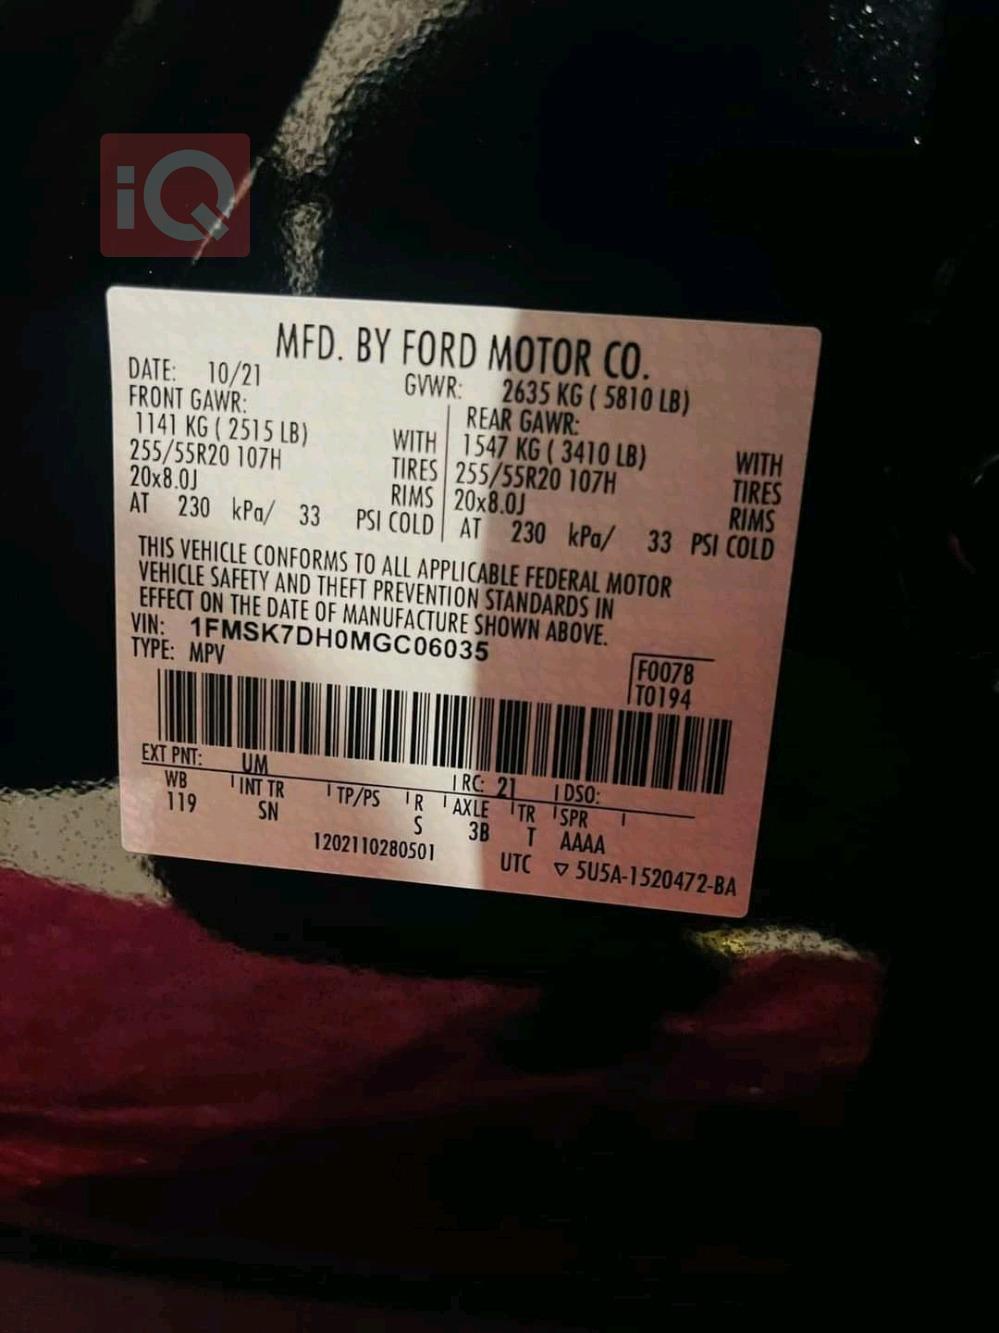 iQ
MFD. BY FORD MOTOR CO.
DATE: 10/21 GVWR: 2635 KG ( 5810 LB)
FRONT GAWR: REAR GAWR:
1141 KG ( 2515 LB) WITH 1547 KG ( 3410 LB) WITH
255/55R20 107H TIRES 255/55R20 107H TIRES
20x8.0J RIMS 20x8.0J RIMS
AT 230 kPa/ 33 PSI COLD AT 230 kPa/ 33 PSI COLD
THIS VEHICLE CONFORMS TO ALL APPLICABLE FEDERAL MOTOR
VEHICLE SAFETY AND THEFT PREVENTION STANDARDS IN
EFFECT ON THE DATE OF MANUFACTURE SHOWN ABOVE.
VIN: 1FMSK7DH0MGC06035
TYPE: MPV
F0078
T0194
EXT PNT: UM RC: 21 DSO:
WB INT TR TP/PS R AXLE TR SPR
119 SN S 3B T AAAA
1202110280501 UTC ▽ 5U5A-1520472-BA